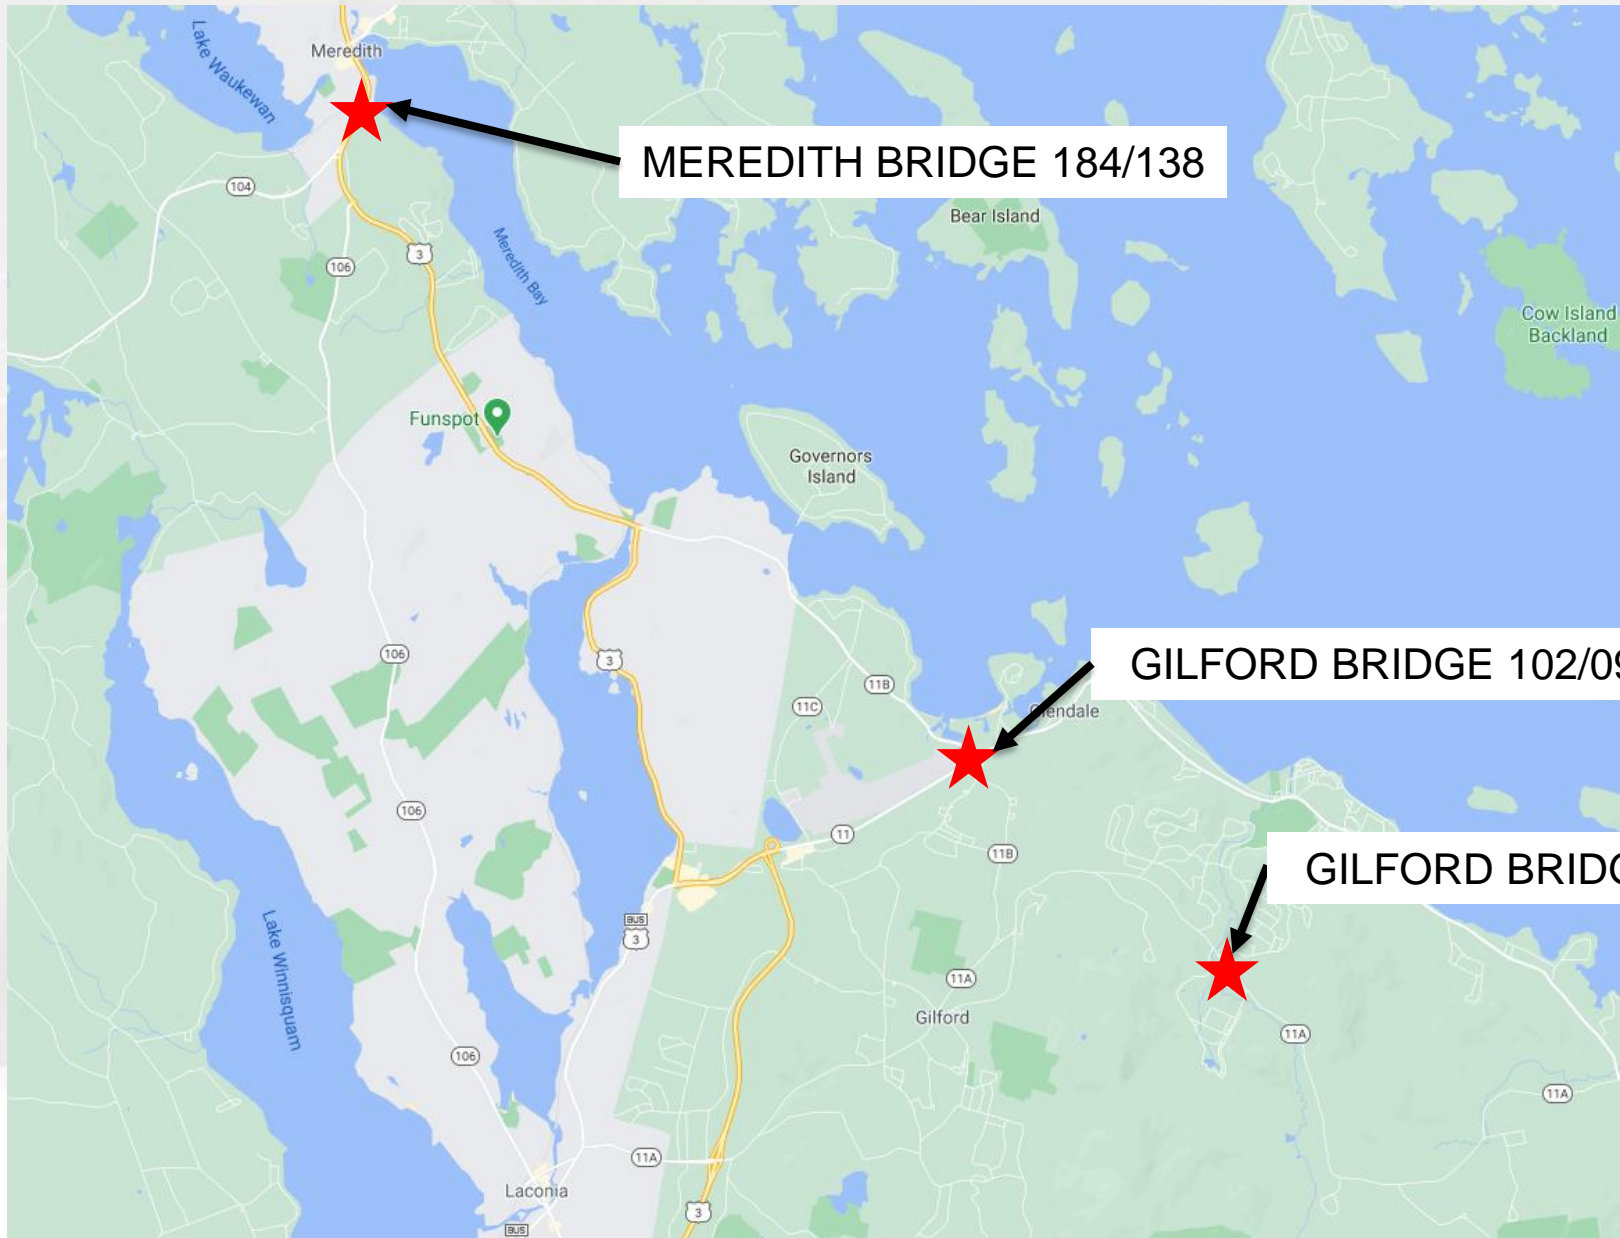 Lake Waukewan
Meredith
MEREDITH BRIDGE 184/138
104
Bear Island
106
3
Meredith Bay
Cow Island
Backland
Funspot
Governors
Island
106
3
11B
GILFORD BRIDGE 102/09
11C
Glendale
106
11
11B
GILFORD BRIDG
BUS
3
Lake Winnisquam
11A
Gilford
11A
106
11A
11A
Laconia
3
BUS